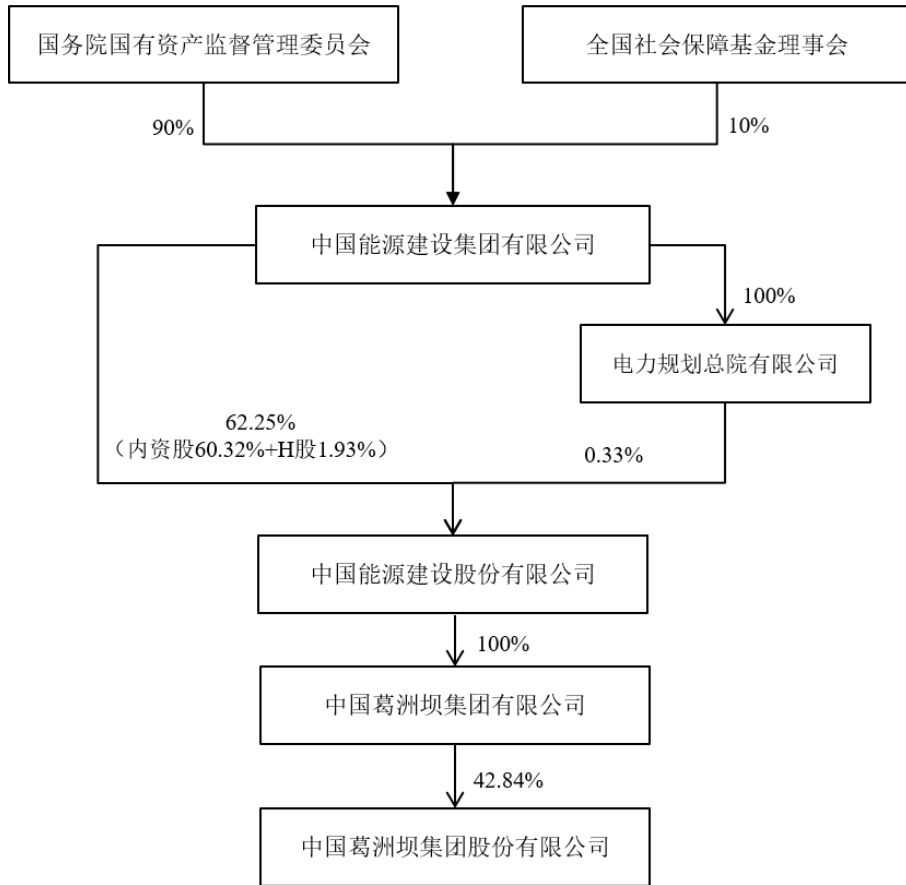 国务院国有资产监督管理委员会
全国社会保障基金理事会
90%
10%
中国能源建设集团有限公司
100%
电力规划总院有限公司
62.25%
（内资股60.32%+H股1.93%）
0.33%
中国能源建设股份有限公司
100%
中国葛洲坝集团有限公司
42.84%
中国葛洲坝集团股份有限公司